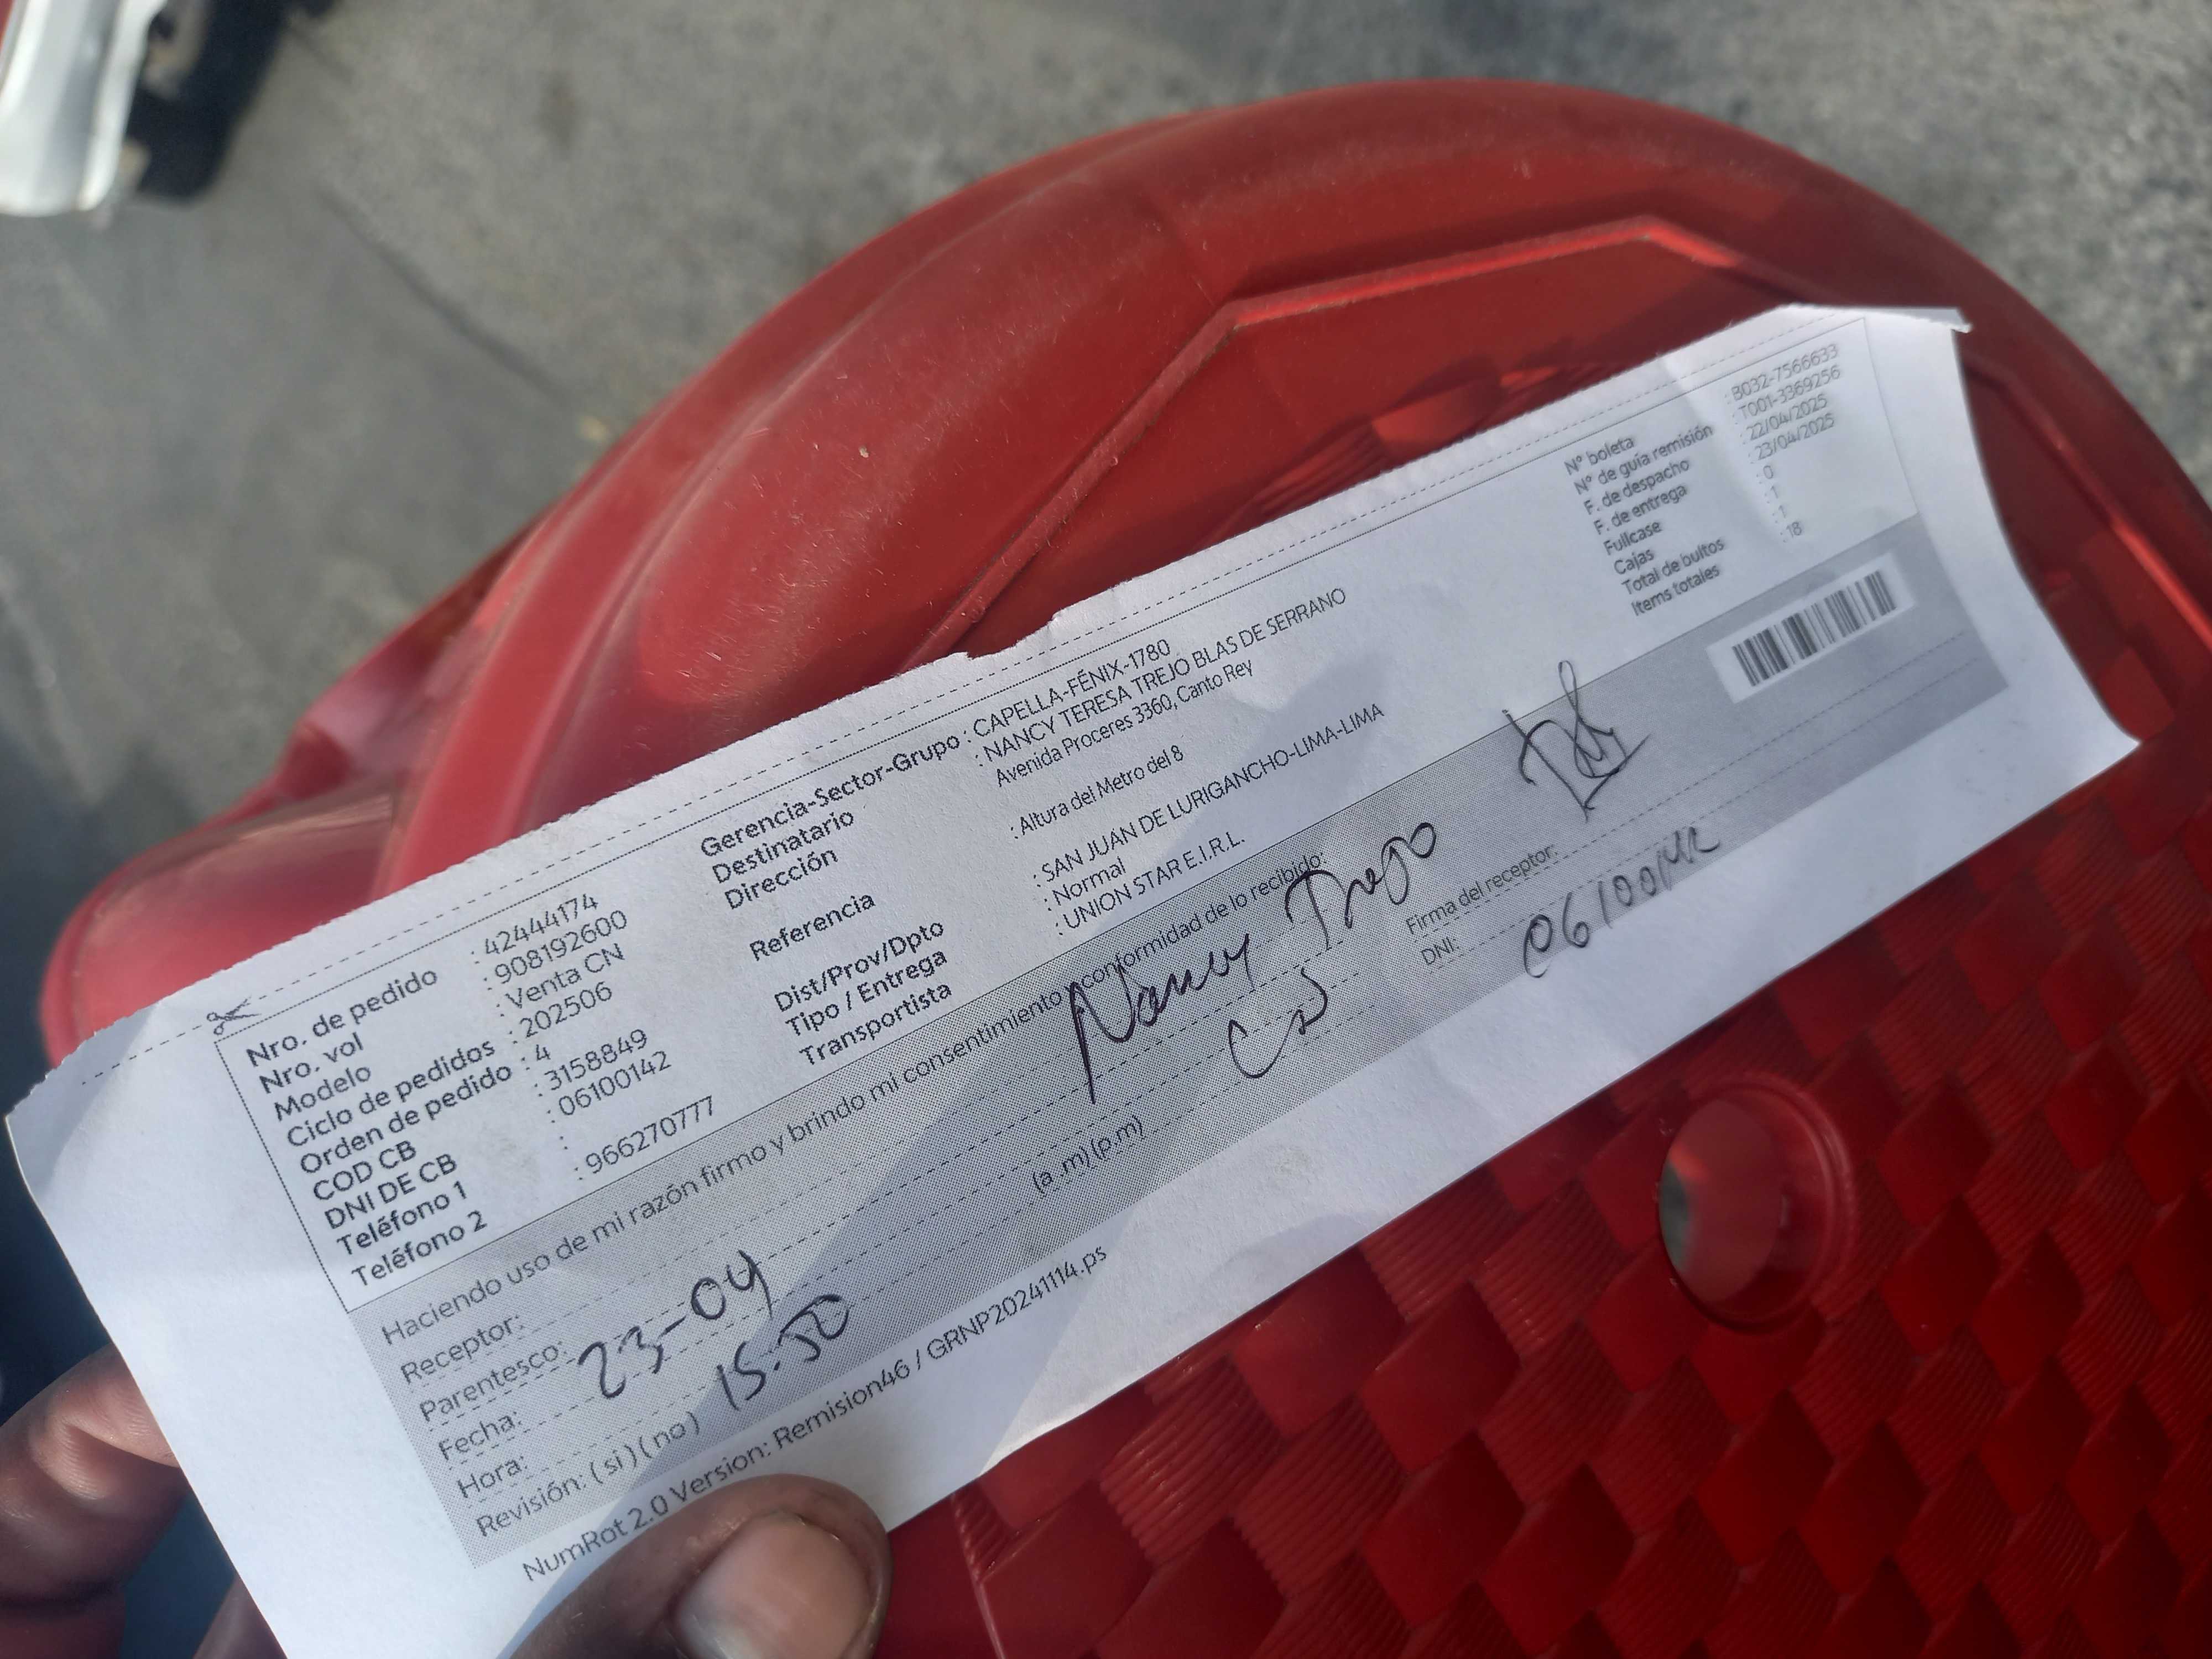 Nro. de pedido : 42444174
Nro. vol : 908192600
Modelo : Venta CN
Ciclo de pedidos : 202506
Orden de pedido : 4
COD CB : 3158849
DNI DE CB : 06100142
Teléfono 1 :
Teléfono 2 : 966270777
Gerencia-Sector-Grupo : CAPELLA-FÉNIX-1780
Destinatario : NANCY TERESA TREJO BLAS DE SERRANO
Dirección Avenida Proceres 3360, Canto Rey
Referencia : Altura del Metro del 8
Dist/Prov/Dpto : SAN JUAN DE LURIGANCHO-LIMA-LIMA
Tipo / Entrega : Normal
Transportista : UNION STAR E.I.R.L.
N° boleta : B032-7566633
N° de guía remisión : T001-3369256
F. de despacho : 22/04/2025
F. de entrega : 23/04/2025
Fullcase : 0
Cajas : 1
Total de bultos : 1
Items totales : 18
Haciendo uso de mi razón firmo y brindo mi consentimiento y conformidad de lo recibido:
Receptor: Nancy Trejo
Firma del receptor:
Parentesco:
DNI:
Fecha: 23-04
Hora: 15:50 (a.m)(p.m)
Revisión: (si)(no)
NumRot 2.0 Version: Remision46 / GRNP20241114.ps